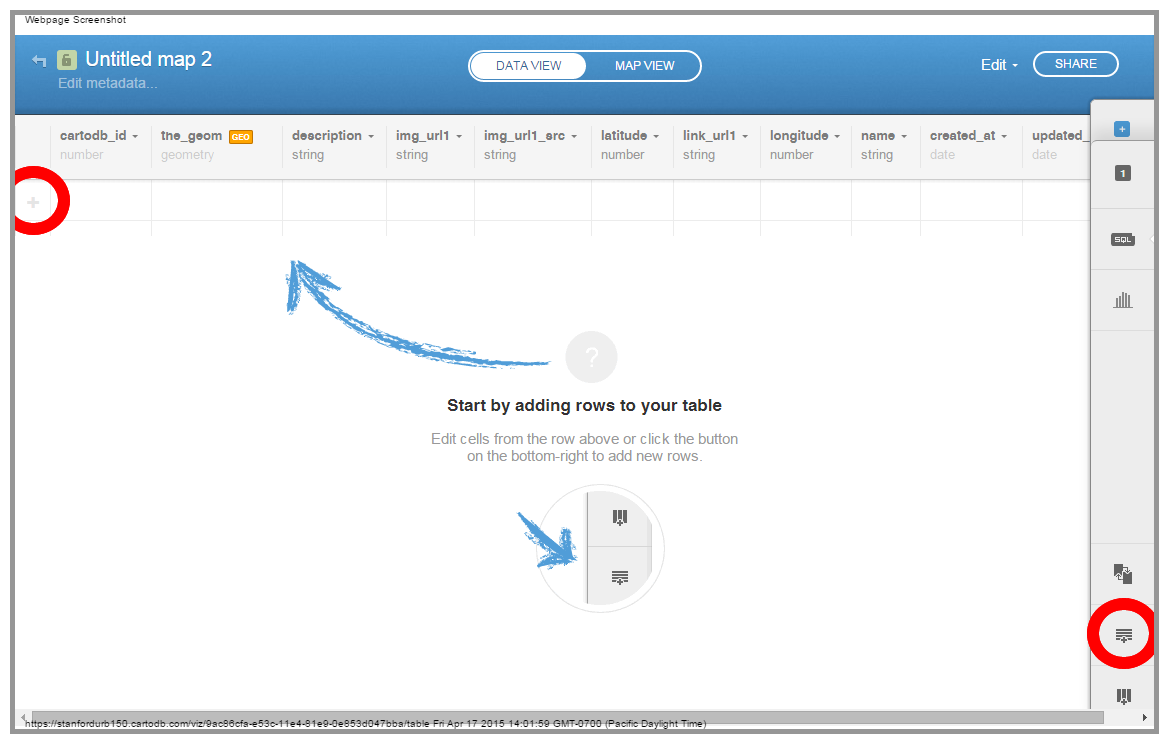 Webpage Screenshot
Untitled map 2
Edit metadata...
DATA VIEW
MAP VIEW
Edit
SHARE
cartodb_id
the_geom GEO
description
img_url1
img_url1_src
latitude
link_url1
longitude
name
created_at
updated_
number
geometry
string
string
string
number
string
number
string
date
date
1
SQL
?
Start by adding rows to your table
Edit cells from the row above or click the button
on the bottom-right to add new rows.
https://stanfordurb150.cartodb.com/viz/9ac86cfa-e53c-11e4-81e9-0e853d047bba/table Fri Apr 17 2015 14:01:59 GMT-0700 (Pacific Daylight Time)